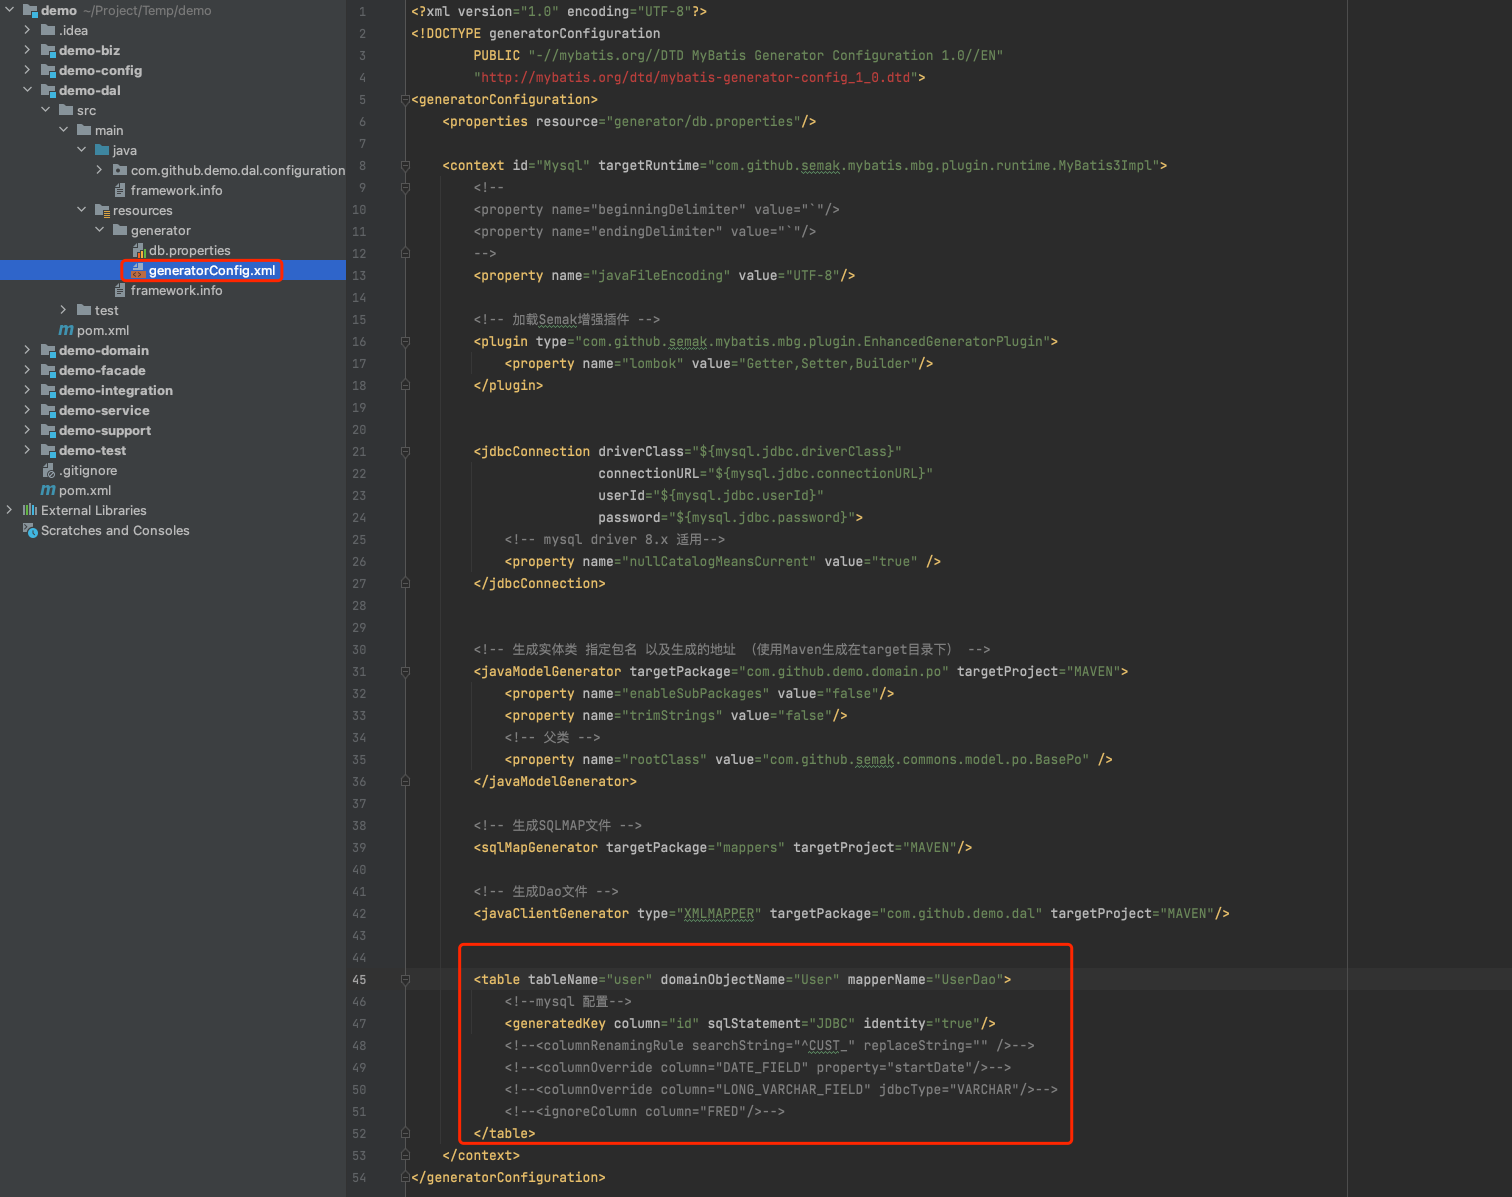 demo ~/Project/Temp/demo
.idea
demo-biz
demo-config
demo-dal
src
main
java
com.github.demo.dal.configuration
framework.info
resources
generator
db.properties
generatorConfig.xml
framework.info
test
pom.xml
demo-domain
demo-facade
demo-integration
demo-service
demo-support
demo-test
.gitignore
pom.xml
External Libraries
Scratches and Consoles
1 <?xml version="1.0" encoding="UTF-8"?>
2 <!DOCTYPE generatorConfiguration
3 PUBLIC "-//mybatis.org//DTD MyBatis Generator Configuration 1.0//EN"
4 "http://mybatis.org/dtd/mybatis-generator-config_1_0.dtd">
5 <generatorConfiguration>
6 <properties resource="generator/db.properties"/>
7
8 <context id="Mysql" targetRuntime="com.github.semak.mybatis.mbg.plugin.runtime.MyBatis3Impl">
9 <!--
10 <property name="beginningDelimiter" value="`"/>
11 <property name="endingDelimiter" value="`"/>
12 -->
13 <property name="javaFileEncoding" value="UTF-8"/>
14
15 <!-- 加载Semak增强插件 -->
16 <plugin type="com.github.semak.mybatis.mbg.plugin.EnhancedGeneratorPlugin">
17 <property name="lombok" value="Getter,Setter,Builder"/>
18 </plugin>
19
20
21 <jdbcConnection driverClass="${mysql.jdbc.driverClass}"
22 connectionURL="${mysql.jdbc.connectionURL}"
23 userId="${mysql.jdbc.userId}"
24 password="${mysql.jdbc.password}">
25 <!-- mysql driver 8.x 适用-->
26 <property name="nullCatalogMeansCurrent" value="true" />
27 </jdbcConnection>
28
29
30 <!-- 生成实体类 指定包名 以及生成的地址 （使用Maven生成在target目录下） -->
31 <javaModelGenerator targetPackage="com.github.demo.domain.po" targetProject="MAVEN">
32 <property name="enableSubPackages" value="false"/>
33 <property name="trimStrings" value="false"/>
34 <!-- 父类 -->
35 <property name="rootClass" value="com.github.semak.commons.model.po.BasePo" />
36 </javaModelGenerator>
37
38 <!-- 生成SQLMAP文件 -->
39 <sqlMapGenerator targetPackage="mappers" targetProject="MAVEN"/>
40
41 <!-- 生成Dao文件 -->
42 <javaClientGenerator type="XMLMAPPER" targetPackage="com.github.demo.dal" targetProject="MAVEN"/>
43
44
45 <table tableName="user" domainObjectName="User" mapperName="UserDao">
46 <!--mysql 配置-->
47 <generatedKey column="id" sqlStatement="JDBC" identity="true"/>
48 <!--<columnRenamingRule searchString="^CUST_" replaceString="" />-->
49 <!--<columnOverride column="DATE_FIELD" property="startDate"/>-->
50 <!--<columnOverride column="LONG_VARCHAR_FIELD" jdbcType="VARCHAR"/>-->
51 <!--<ignoreColumn column="FRED"/>-->
52 </table>
53 </context>
54 </generatorConfiguration>